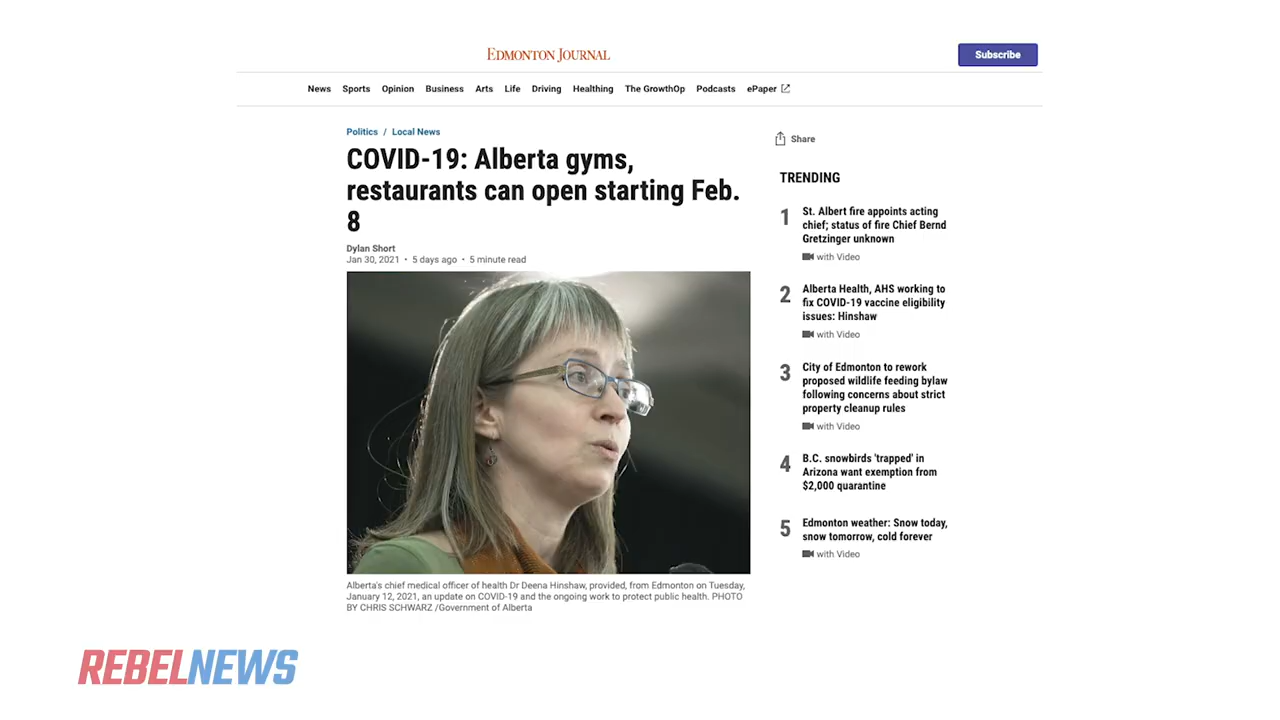 EDMONTON JOURNAL
Subscribe
News Sports Opinion Business Arts Life Driving Healthing The GrowthOp Podcasts ePaper
Politics / Local News
COVID-19: Alberta gyms,
restaurants can open starting Feb.
8
Dylan Short
Jan 30, 2021 • 5 days ago • 5 minute read
Alberta's chief medical officer of health Dr Deena Hinshaw, provided, from Edmonton on Tuesday,
January 12, 2021, an update on COVID-19 and the ongoing work to protect public health. PHOTO
BY CHRIS SCHWARZ /Government of Alberta
Share
TRENDING
1 St. Albert fire appoints acting
chief; status of fire Chief Bernd
Gretzinger unknown
with Video
2 Alberta Health, AHS working to
fix COVID-19 vaccine eligibility
issues: Hinshaw
with Video
3 City of Edmonton to rework
proposed wildlife feeding bylaw
following concerns about strict
property cleanup rules
with Video
4 B.C. snowbirds 'trapped' in
Arizona want exemption from
$2,000 quarantine
5 Edmonton weather: Snow today,
snow tomorrow, cold forever
with Video
REBELNEWS